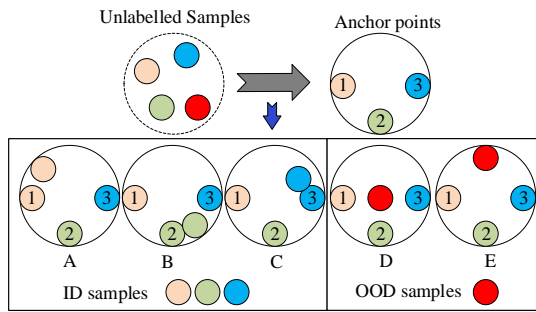 Unlabelled Samples
Anchor points
1 3
2
1 3 1 3 1 3 1 3 1 3
2 2 2 2 2
A B C D E
ID samples OOD samples